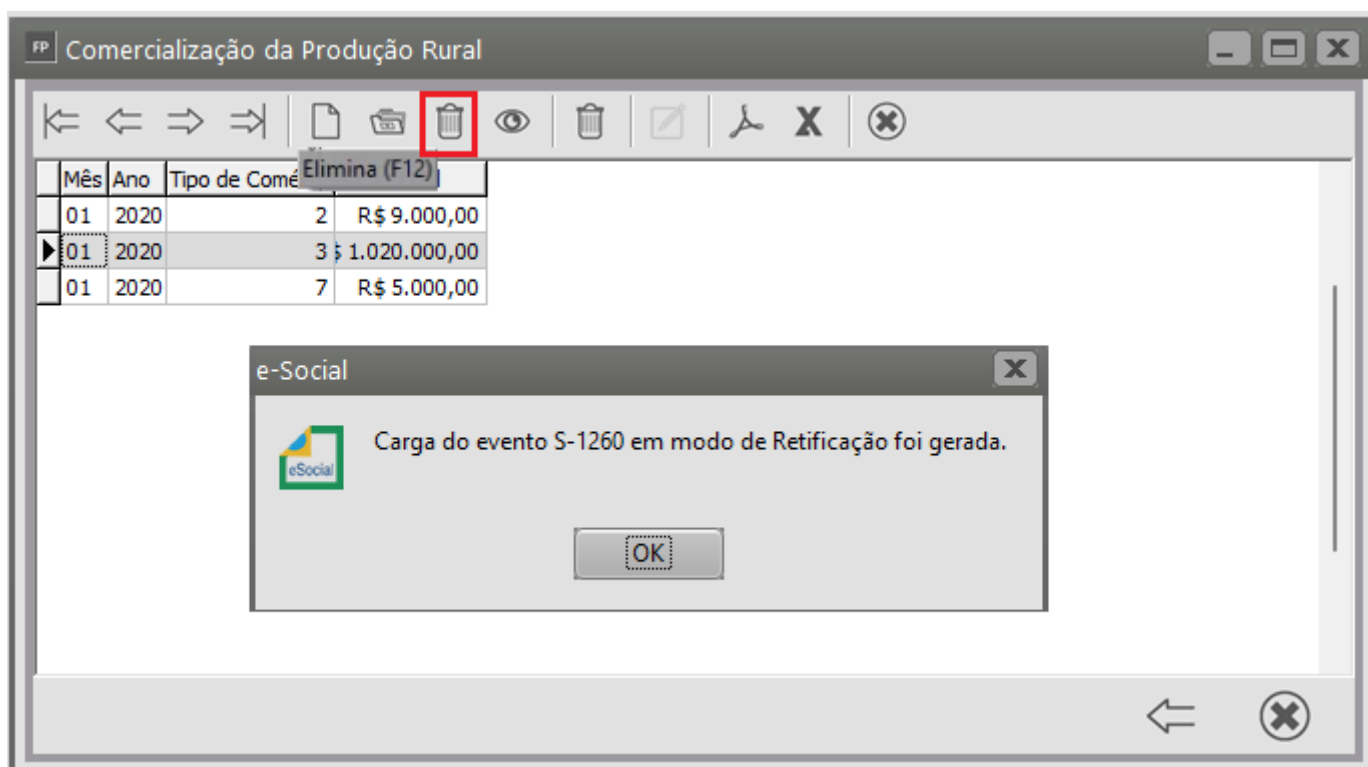 FP Comercialização da Produção Rural
Elimina (F12)
Mês Ano Tipo de Comé
01 2020 2 R$ 9.000,00
01 2020 3 $ 1.020.000,00
01 2020 7 R$ 5.000,00
e-Social
eSocial
Carga do evento S-1260 em modo de Retificação foi gerada.
OK